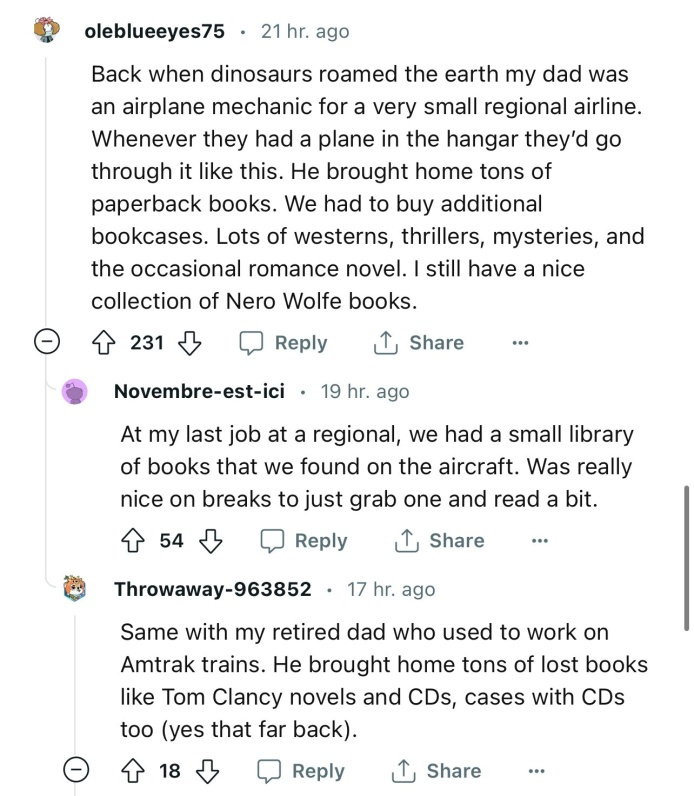 oleblueeyes75 • 21 hr. ago
Back when dinosaurs roamed the earth my dad was
an airplane mechanic for a very small regional airline.
Whenever they had a plane in the hangar they’d go
through it like this. He brought home tons of
paperback books. We had to buy additional
bookcases. Lots of westerns, thrillers, mysteries, and
the occasional romance novel. I still have a nice
collection of Nero Wolfe books.
231 Reply Share ...
Novembre-est-ici • 19 hr. ago
At my last job at a regional, we had a small library
of books that we found on the aircraft. Was really
nice on breaks to just grab one and read a bit.
54 Reply Share ...
Throwaway-963852 • 17 hr. ago
Same with my retired dad who used to work on
Amtrak trains. He brought home tons of lost books
like Tom Clancy novels and CDs, cases with CDs
too (yes that far back).
18 Reply Share ...